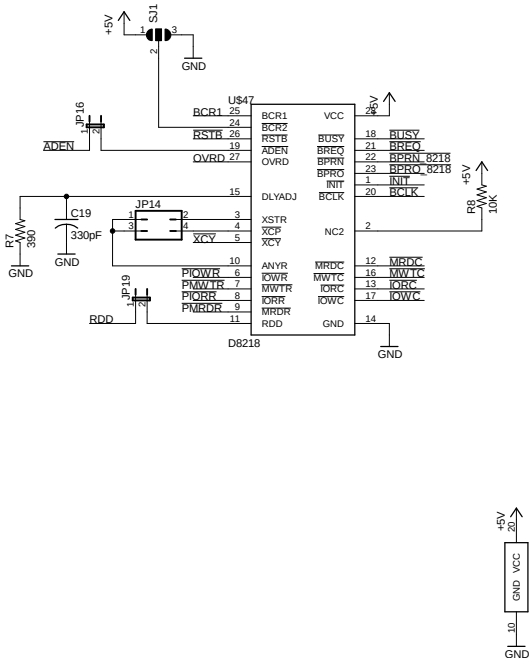 SJ1
+5V
1
3
2
GND
U$47
BCR1 25 BCR1 VCC 28 +5V
24 BCR2
JP16
1
2
RSTB 26 RSTB BUSY 18 BUSY
ADEN 19 ADEN BREQ 21 BREQ
OVRD 27 OVRD BPRN 22 BPRN_8218
BPRO 23 BPRO_8218
INIT 1 INIT
15 DLYADJ BCLK 20 BCLK
+5V
R8
10K
C19
330pF
R7
390
GND
GND
JP14
1 2
3 4
3 XSTR
4 XCP NC2 2
XCY 5 XCY
10 ANYR MRDC 12 MRDC
PIOWR 6 IOWR MWTC 16 MWTC
PMWTR 7 MWTR IORC 13 IORC
PIORR 8 IORR IOWC 17 IOWC
PMRDR 9 MRDR
JP19
1
2
RDD 11 RDD GND 14
GND
D8218
+5V
20
GND VCC
10
GND